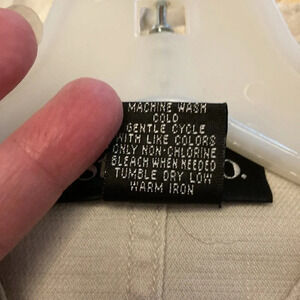 MACHINE WASH
COLD
GENTLE CYCLE
WITH LIKE COLORS
ONLY NON-CHLORINE
BLEACH WHEN NEEDED
TUMBLE DRY LOW
WARM IRON